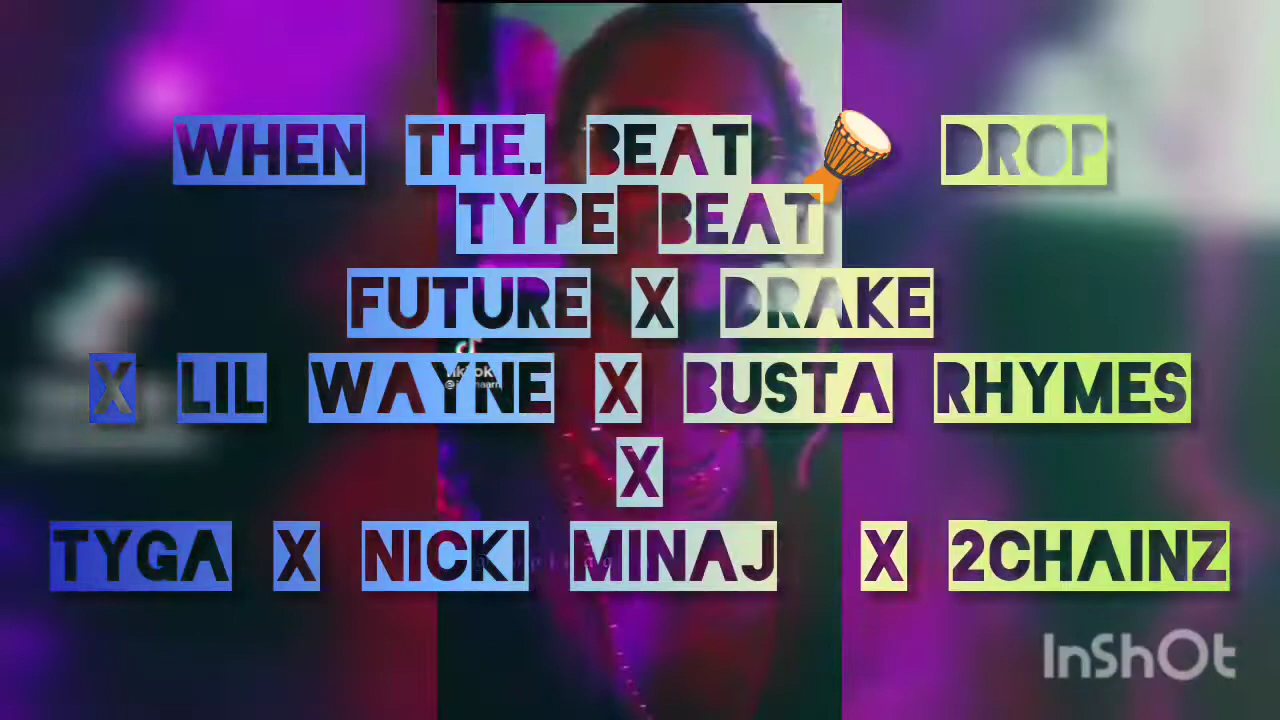 WHEN THE. BEAT 🪘 DROP
TYPE BEAT
FUTURE X DRAKE
X LIL WAYNE X BUSTA RHYMES
X
TYGA X NICKI MINAJ X 2CHAINZ
InShOt